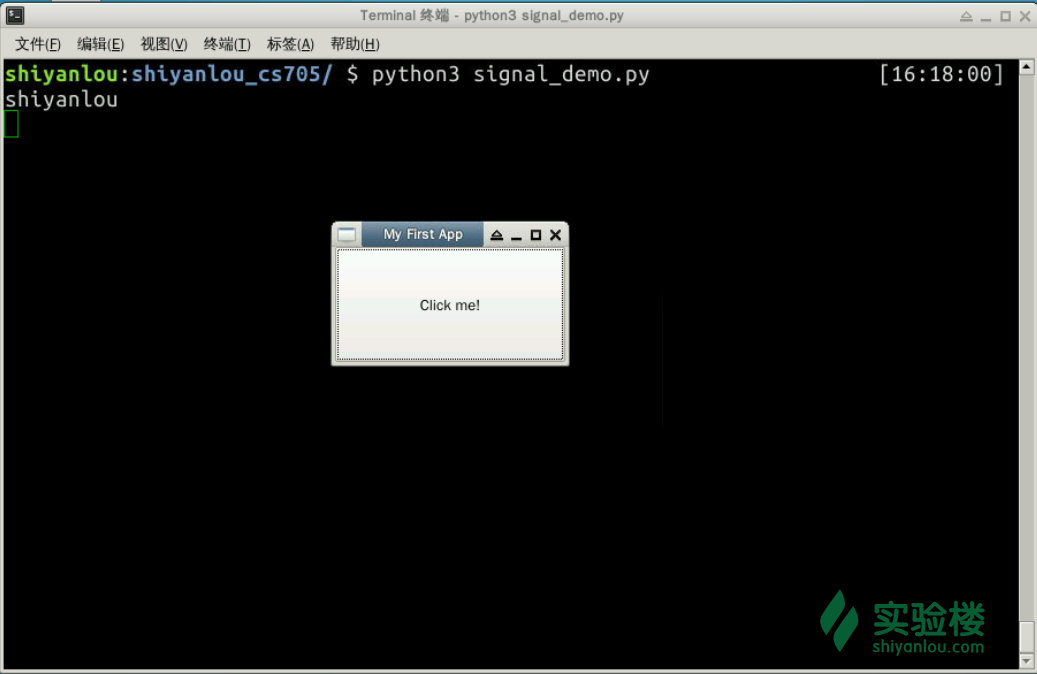 Terminal 终端 - python3 signal_demo.py
文件(F) 编辑(E) 视图(V) 终端(T) 标签(A) 帮助(H)
shiyanlou:shiyanlou_cs705/ $ python3 signal_demo.py [16:18:00]
shiyanlou
My First App
Click me!
实验楼
shiyanlou.com